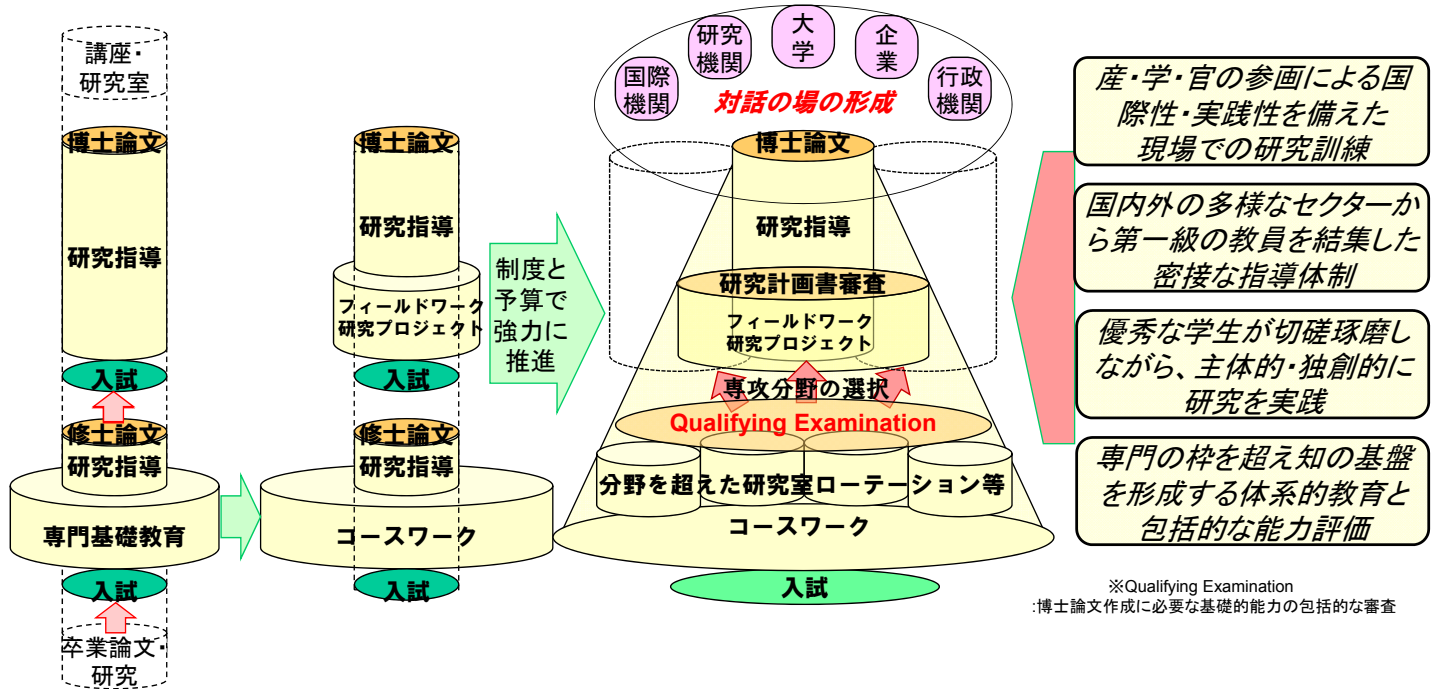 講座・
研究室
博士論文
研究指導
入試
修士論文
研究指導
専門基礎教育
入試
卒業論文・
研究
博士論文
研究指導
フィールドワーク
研究プロジェクト
入試
修士論文
研究指導
コースワーク
入試
制度と
予算で
強力に
推進
国際
機関
研究
機関
大
学
企
業
行政
機関
対話の場の形成
博士論文
研究指導
研究計画書審査
フィールドワーク
研究プロジェクト
専攻分野の選択
Qualifying Examination
分野を超えた研究室ローテーション等
コースワーク
入試
産・学・官の参画による国
際性・実践性を備えた
現場での研究訓練
国内外の多様なセクターか
ら第一級の教員を結集した
密接な指導体制
優秀な学生が切磋琢磨し
ながら、主体的・独創的に
研究を実践
専門の枠を超え知の基盤
を形成する体系的教育と
包括的な能力評価
※Qualifying Examination
:博士論文作成に必要な基礎的能力の包括的な審査